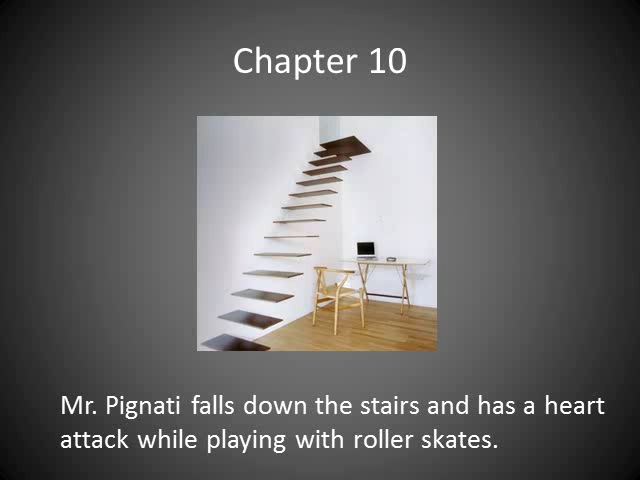 Chapter 10
Mr. Pignati falls down the stairs and has a heart
attack while playing with roller skates.